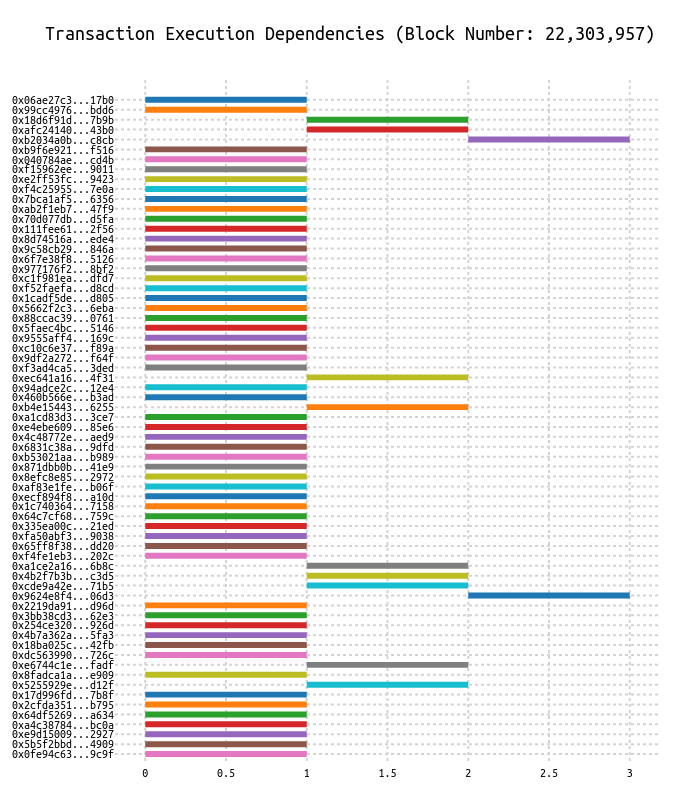 Transaction Execution Dependencies (Block Number: 22,303,957)
0x06ae27c3...17b0
0x99cc4976...bdd6
0x18d6f91d...7b9b
0xafc24140...43b0
0xb2034a0b...c8cb
0xb9f6e921...f516
0x040784ae...cd4b
0xf15962ee...9011
0xe2ff53fc...9423
0xf4c25955...7e0a
0x7bca1af5...6356
0xab2f1eb7...47f9
0x70d077db...d5fa
0x111fee61...2f56
0x8d74516a...ede4
0x9c58cb29...846a
0x6f7e38f8...5126
0x977176f2...8bf2
0xc1f981ea...dfd7
0xf52faefa...d8cd
0x1cadf5de...d805
0x5662f2c3...6eba
0x88ccac39...0761
0x5faec4bc...5146
0x9555aff4...169c
0xc10c6e37...f89a
0x9df2a272...f64f
0xf3ad4ca5...3ded
0xec641a16...4f31
0x94adce2c...12e4
0x460b566e...b3ad
0xb4e15443...6255
0xa1cd83d3...3ce7
0xe4ebe609...85e6
0x4c48772e...aed9
0x6831c38a...9dfd
0xb53021aa...b989
0x871dbb0b...41e9
0x8efc8e85...2972
0xaf83e1fe...b06f
0xecf894f8...a10d
0x1c740364...7158
0x64c7cf68...759c
0x335ea00c...21ed
0xfa50abf3...9038
0x65ff8f38...dd20
0xf4fe1eb3...202c
0xa1ce2a16...6b8c
0x4b2f7b3b...c3d5
0xcde9a42e...71b5
0x9624e8f4...06d3
0x2219da91...d96d
0x3bb38cd3...62e3
0x254ce320...926d
0x4b7a362a...5fa3
0x18ba025c...42fb
0xdc563990...726c
0xe6744c1e...fadf
0x8fadca1a...e909
0x5255929e...d12f
0x17d996fd...7b8f
0x2cfda351...b795
0x64df5269...a634
0xa4c38784...bc0a
0xe9d15009...2927
0x5b5f2bbd...4909
0x0fe94c63...9c9f
0 0.5 1 1.5 2 2.5 3